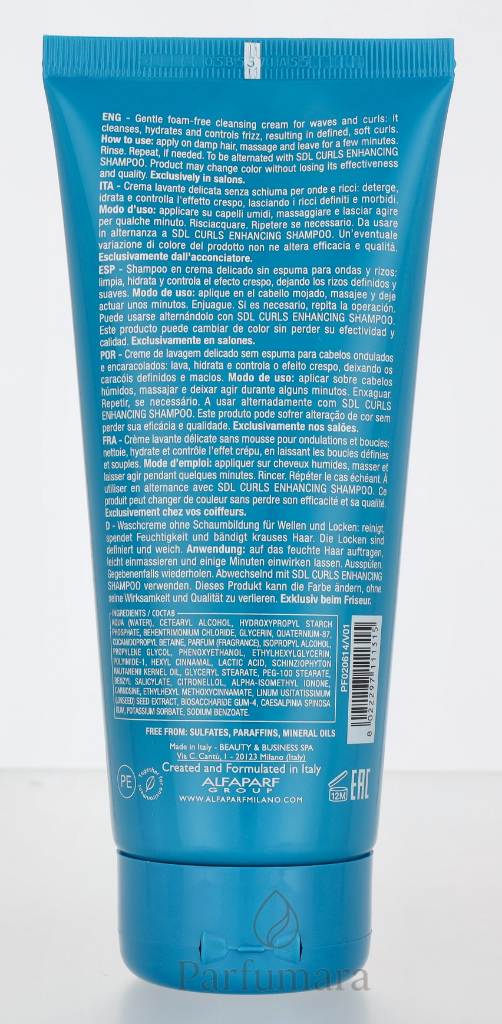 058571A55
ENG - Gentle foam-free cleansing cream for waves and curls: it
cleanses, hydrates and controls frizz, resulting in defined, soft curls.
How to use: apply on damp hair, massage and leave for a few minutes.
Rinse. Repeat, if needed. To be alternated with SDL CURLS ENHANCING
SHAMPOO. Product may change color without losing its effectiveness
and quality. Exclusively in salons.
ITA - Crema lavante delicata senza schiuma per onde e ricci: deterge,
idrata e controlla l'effetto crespo, lasciando i ricci definiti e morbidi.
Modo d'uso: applicare su capelli umidi, massaggiare e lasciar agire
per qualche minuto. Risciacquare. Ripetere se necessario. Da usare
in alternanza a SDL CURLS ENHANCING SHAMPOO. Un'eventuale
variazione di colore del prodotto non ne altera efficacia e qualità.
Esclusivamente dall'acconciatore.
ESP - Shampoo en crema delicado sin espuma para ondas y rizos:
limpia, hidrata y controla el efecto crespo, dejando los rizos definidos y
suaves. Modo de uso: aplique en el cabello mojado, masajee y deje
actuar unos minutos. Enjuague. Si es necesario, repita la operación.
Puede usarse alternándolo con SDL CURLS ENHANCING SHAMPOO.
Este producto puede cambiar de color sin perder su efectividad y
calidad. Exclusivamente en salones.
POR - Creme de lavagem delicado sem espuma para cabelos ondulados
e encaracolados: lava, hidrata e controla o efeito crespo, deixando os
caracóis definidos e macios. Modo de uso: aplicar sobre cabelos
húmidos, massajar e deixar agir durante alguns minutos. Enxaguar.
Repetir, se necessário. A usar alternadamente com SDL CURLS
ENHANCING SHAMPOO. Este produto pode sofrer alteração de cor sem
perder sua eficácia e qualidade. Exclusivamente nos salões.
FRA - Crème lavante délicate sans mousse pour ondulations et boucles:
nettoie, hydrate et contrôle l'effet crépu, en laissant les boucles définies
et souples. Mode d'emploi: appliquer sur cheveux humides, masser et
laisser agir pendant quelques minutes. Rincer. Répéter le cas échéant. À
utiliser en alternance avec SDL CURLS ENHANCING SHAMPOO. Ce
produit peut changer de couleur sans perdre son efficacité et sa qualité.
Exclusivement chez vos coiffeurs.
D - Waschcreme ohne Schaumbildung für Wellen und Locken: reinigt,
spendet Feuchtigkeit und bändigt krauses Haar. Die Locken sind
definiert und weich. Anwendung: auf das feuchte Haar auftragen,
leicht einmassieren und einige Minuten einwirken lassen. Ausspülen.
Gegebenenfalls wiederholen. Abwechselnd mit SDL CURLS ENHANCING
SHAMPOO verwenden. Dieses Produkt kann die Farbe ändern, ohne
seine Wirksamkeit und Qualität zu verlieren. Exklusiv beim Friseur.
INGREDIENTS / СОСТАВ
AQUA (WATER), CETEARYL ALCOHOL, HYDROXYPROPYL STARCH
PHOSPHATE, BEHENTRIMONIUM CHLORIDE, GLYCERIN, QUATERNIUM-87,
COCAMIDOPROPYL BETAINE, PARFUM (FRAGRANCE), ISOPROPYL ALCOHOL,
PROPYLENE GLYCOL, PHENOXYETHANOL, ETHYLHEXYLGLYCERIN,
POLYIMIDE-1, HEXYL CINNAMAL, LACTIC ACID, SCHINZIOPHYTON
RAUTANENII KERNEL OIL, GLYCERYL STEARATE, PEG-100 STEARATE,
BENZYL SALICYLATE, CITRONELLOL, ALPHA-ISOMETHYL IONONE,
CARNOSINE, ETHYLHEXYL METHOXYCINNAMATE, LINUM USITATISSIMUM
(LINSEED) SEED EXTRACT, BIOSACCHARIDE GUM-4, CAESALPINIA SPINOSA
GUM, POTASSIUM SORBATE, SODIUM BENZOATE.
PF020614/V01
8 022297 111315
FREE FROM: SULFATES, PARAFFINS, MINERAL OILS
Made in Italy - BEAUTY & BUSINESS SPA
Via C. Cantù, 1 - 20123 Milano (Italy)
Created and Formulated in Italy
ALFAPARF
GROUP
WWW.ALFAPARFMILANO.COM
PE
together for
12M
EAC
Parfumara